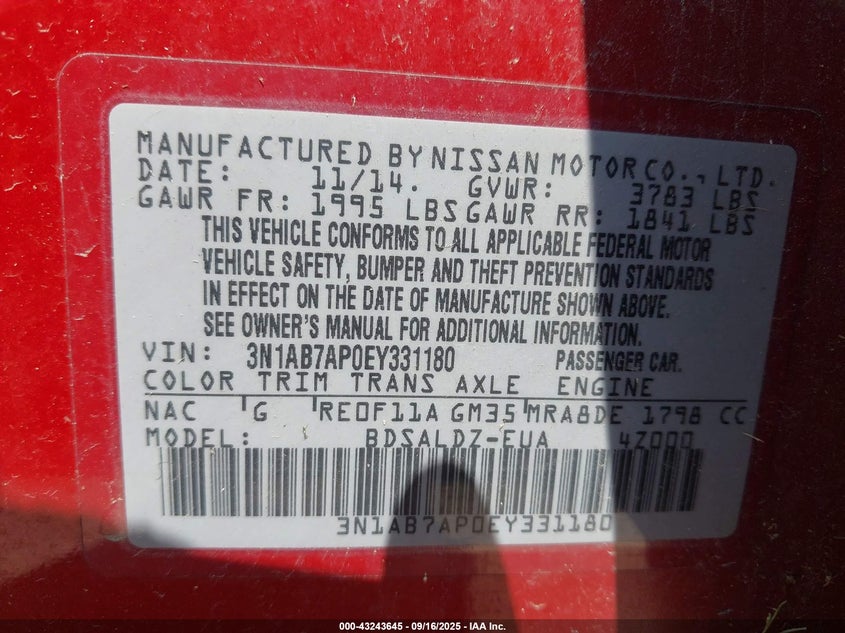 MANUFACTURED BY NISSAN MOTOR CO., LTD.
DATE: 11/14. GVWR: 3783 LBS
GAWR FR: 1995 LBS GAWR RR: 1841 LBS
THIS VEHICLE CONFORMS TO ALL APPLICABLE FEDERAL MOTOR
VEHICLE SAFETY, BUMPER AND THEFT PREVENTION STANDARDS
IN EFFECT ON THE DATE OF MANUFACTURE SHOWN ABOVE.
SEE OWNER'S MANUAL FOR ADDITIONAL INFORMATION.
VIN: 3N1AB7AP0EY331180 PASSENGER CAR.
COLOR TRIM TRANS AXLE ENGINE
NAC G RE0F11A GM35 MRA8DE 1798 CC
MODEL: BDSALDZ-EUA 4Z000
3N1AB7AP0EY331180
000-43243645 - 09/16/2025 - IAA Inc.